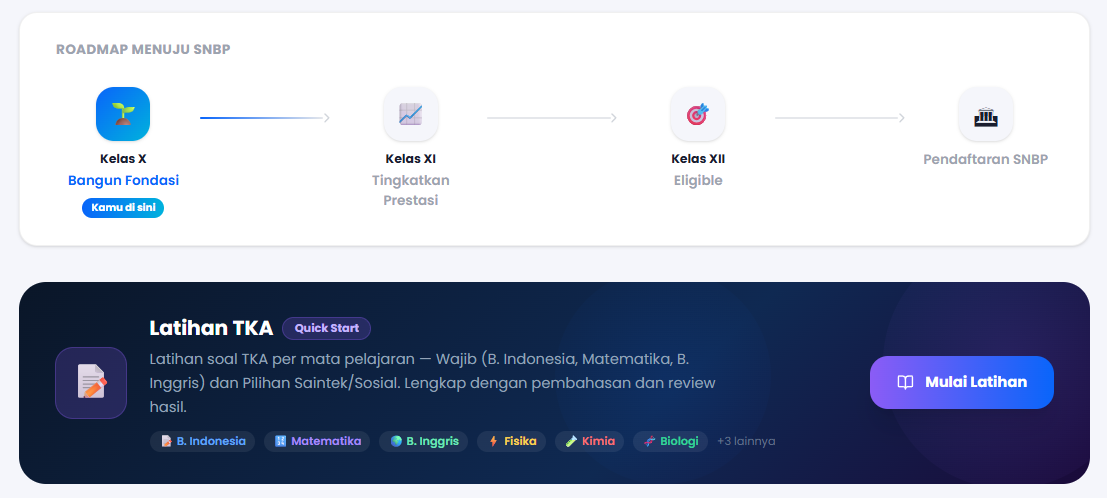 ROADMAP MENUJU SNBP
Kelas X
Bangun Fondasi
Kamu di sini
Kelas XI
Tingkatkan
Prestasi
Kelas XII
Eligible
Pendaftaran SNBP
Latihan TKA
Quick Start
Latihan soal TKA per mata pelajaran — Wajib (B. Indonesia, Matematika, B.
Inggris) dan Pilihan Saintek/Sosial. Lengkap dengan pembahasan dan review
hasil.
B. Indonesia
Matematika
B. Inggris
Fisika
Kimia
Biologi
+3 lainnya
Mulai Latihan